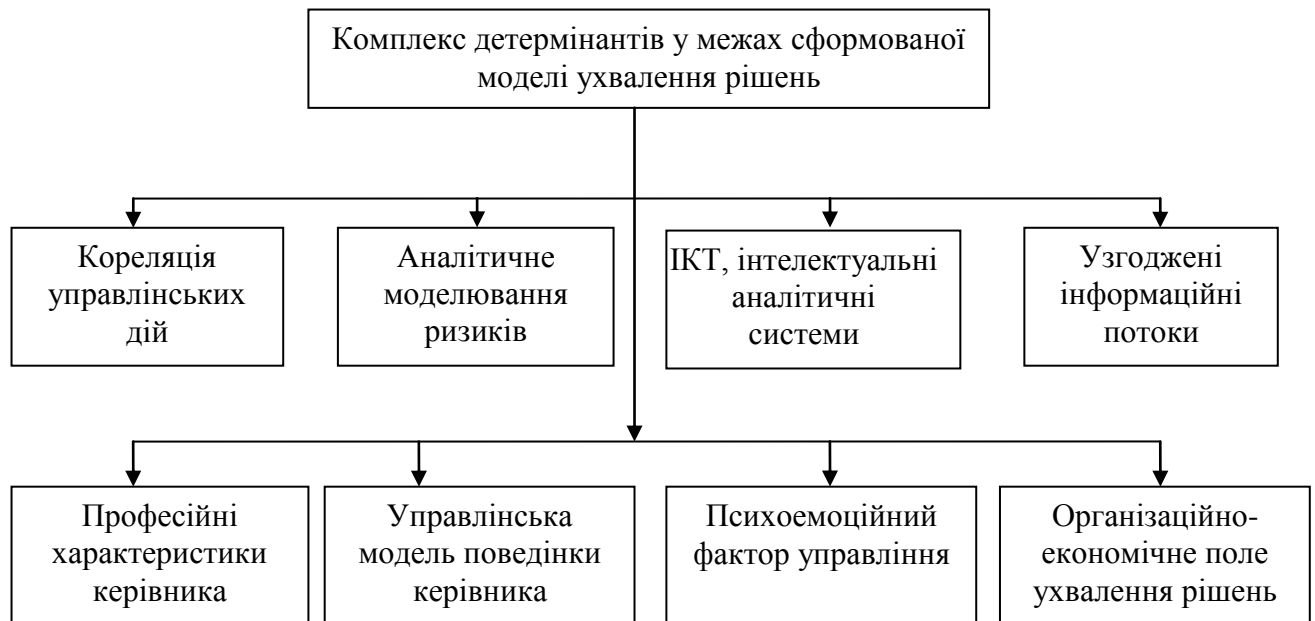 Комплекс детермінантів у межах сформованої
моделі ухвалення рішень
Кореляція
управлінських
дій
Аналітичне
моделювання
ризиків
ІКТ, інтелектуальні
аналітичні
системи
Узгоджені
інформаційні
потоки
Професійні
характеристики
керівника
Управлінська
модель поведінки
керівника
Психоемоційний
фактор управління
Організаційно-
економічне поле
ухвалення рішень